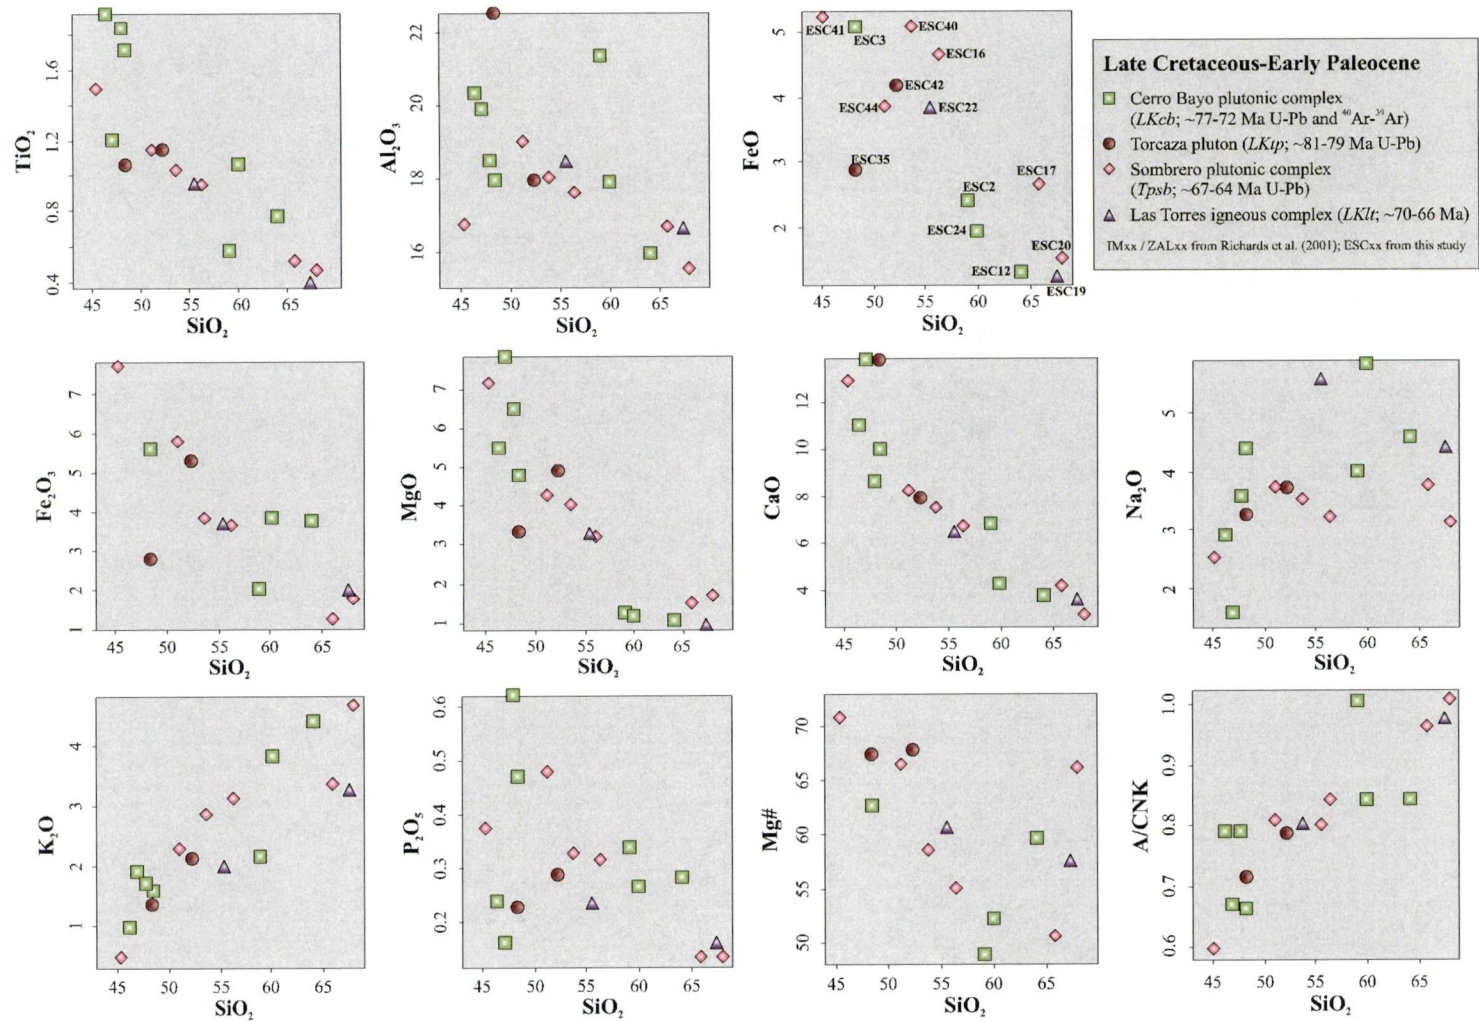 TiO₂
1.6
1.2
0.8
0.4
45 50 55 60 65
SiO₂
Al₂O₃
22
20
18
16
45 50 55 60 65
SiO₂
FeO
5
4
3
2
ESC41
ESC3
ESC40
ESC16
ESC42
ESC44
ESC22
ESC35
ESC17
ESC2
ESC24
ESC20
ESC12
ESC19
45 50 55 60 65
SiO₂
Late Cretaceous-Early Paleocene
Cerro Bayo plutonic complex
(LKcb; ~77-72 Ma U-Pb and ⁴⁰Ar-³⁹Ar)
Torcaza pluton (LKtp; ~81-79 Ma U-Pb)
Sombrero plutonic complex
(Tpsb; ~67-64 Ma U-Pb)
Las Torres igneous complex (LKlt; ~70-66 Ma)
IMxx / ZALxx from Richards et al. (2001); ESCxx from this study
Fe₂O₃
7
6
5
4
3
2
1
45 50 55 60 65
SiO₂
MgO
7
6
5
4
3
2
1
45 50 55 60 65
SiO₂
CaO
12
10
8
6
4
45 50 55 60 65
SiO₂
Na₂O
5
4
3
2
45 50 55 60 65
SiO₂
K₂O
4
3
2
1
45 50 55 60 65
SiO₂
P₂O₅
0.6
0.5
0.4
0.3
0.2
45 50 55 60 65
SiO₂
Mg#
70
65
60
55
50
45 50 55 60 65
SiO₂
A/CNK
1.0
0.9
0.8
0.7
0.6
45 50 55 60 65
SiO₂